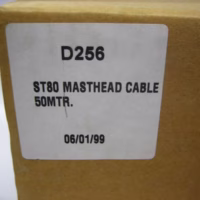 D256
ST80 MASTHEAD CABLE
50MTR.
06/01/99